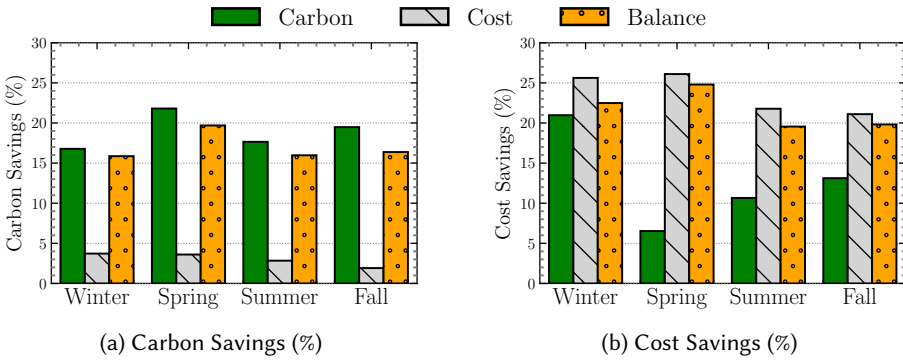 Carbon Cost Balance
Carbon Savings (%)
30
25
20
15
10
5
0
Winter Spring Summer Fall
(a) Carbon Savings (%)
Cost Savings (%)
30
25
20
15
10
5
0
Winter Spring Summer Fall
(b) Cost Savings (%)